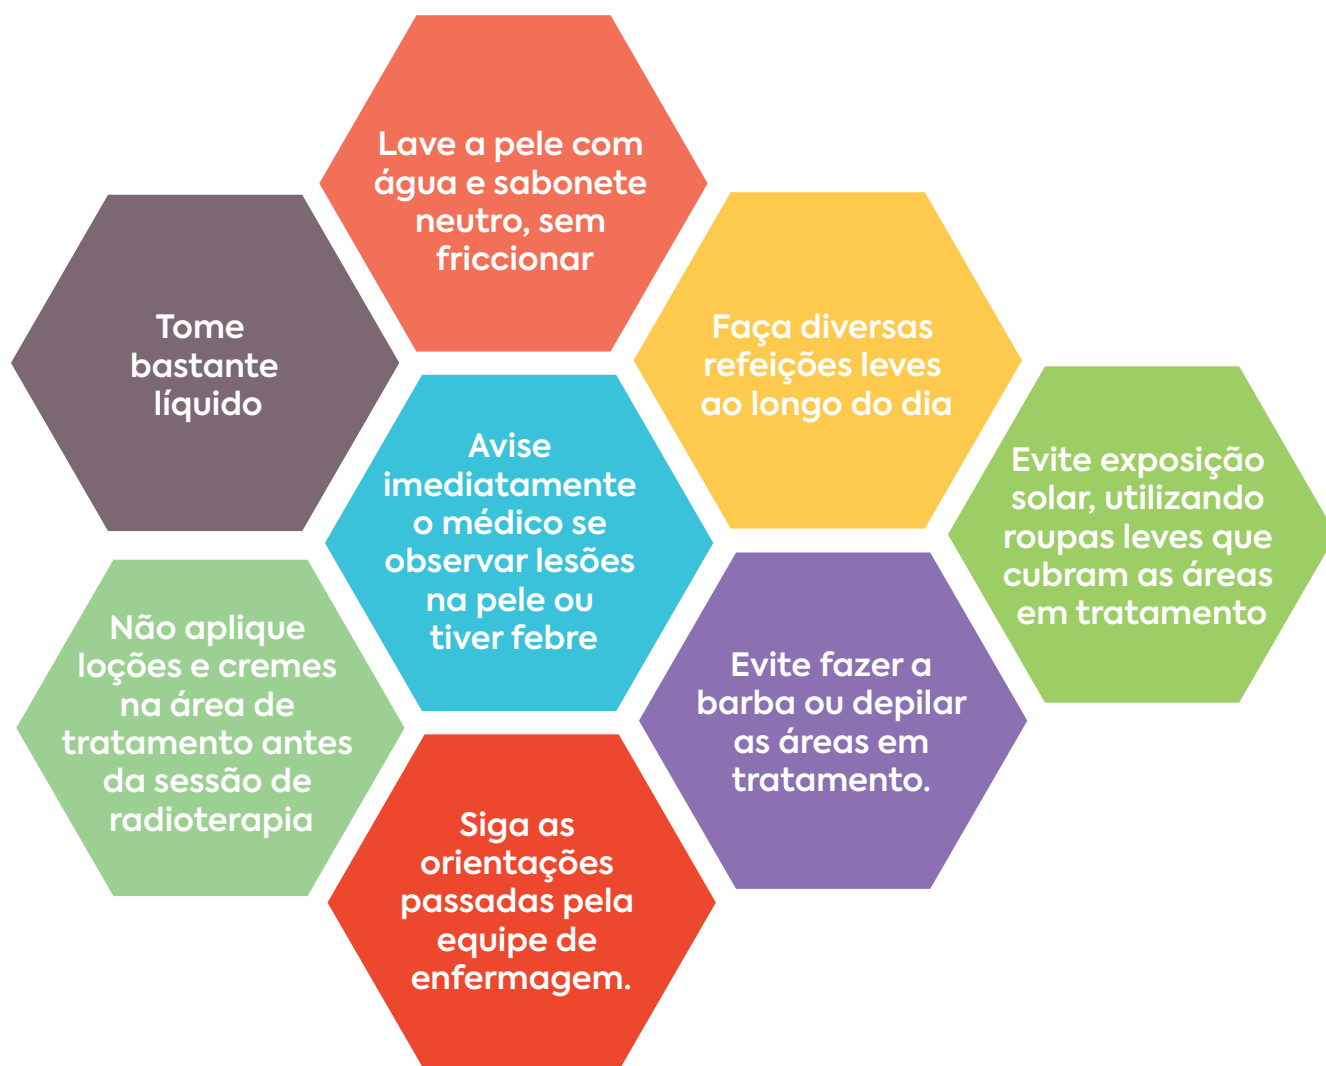 Lave a pele com
água e sabonete
neutro, sem
friccionar
Tome
bastante
líquido
Faça diversas
refeições leves
ao longo do dia
Avise
imediatamente
o médico se
observar lesões
na pele ou
tiver febre
Evite exposição
solar, utilizando
roupas leves que
cubram as áreas
em tratamento
Não aplique
loções e cremes
na área de
tratamento antes
da sessão de
radioterapia
Evite fazer a
barba ou depilar
as áreas em
tratamento.
Siga as
orientações
passadas pela
equipe de
enfermagem.